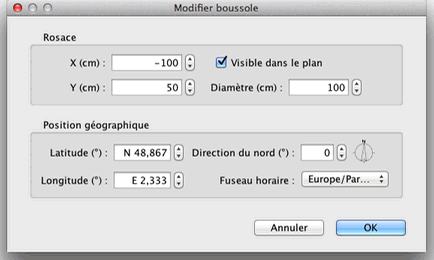 Modifier boussole
Rosace
X (cm) : -100 Visible dans le plan
Y (cm) : 50 Diamètre (cm) : 100
Position géographique
Latitude (°) : N 48,867 Direction du nord (°) : 0
Longitude (°) : E 2,333 Fuseau horaire : Europe/Par...
Annuler OK